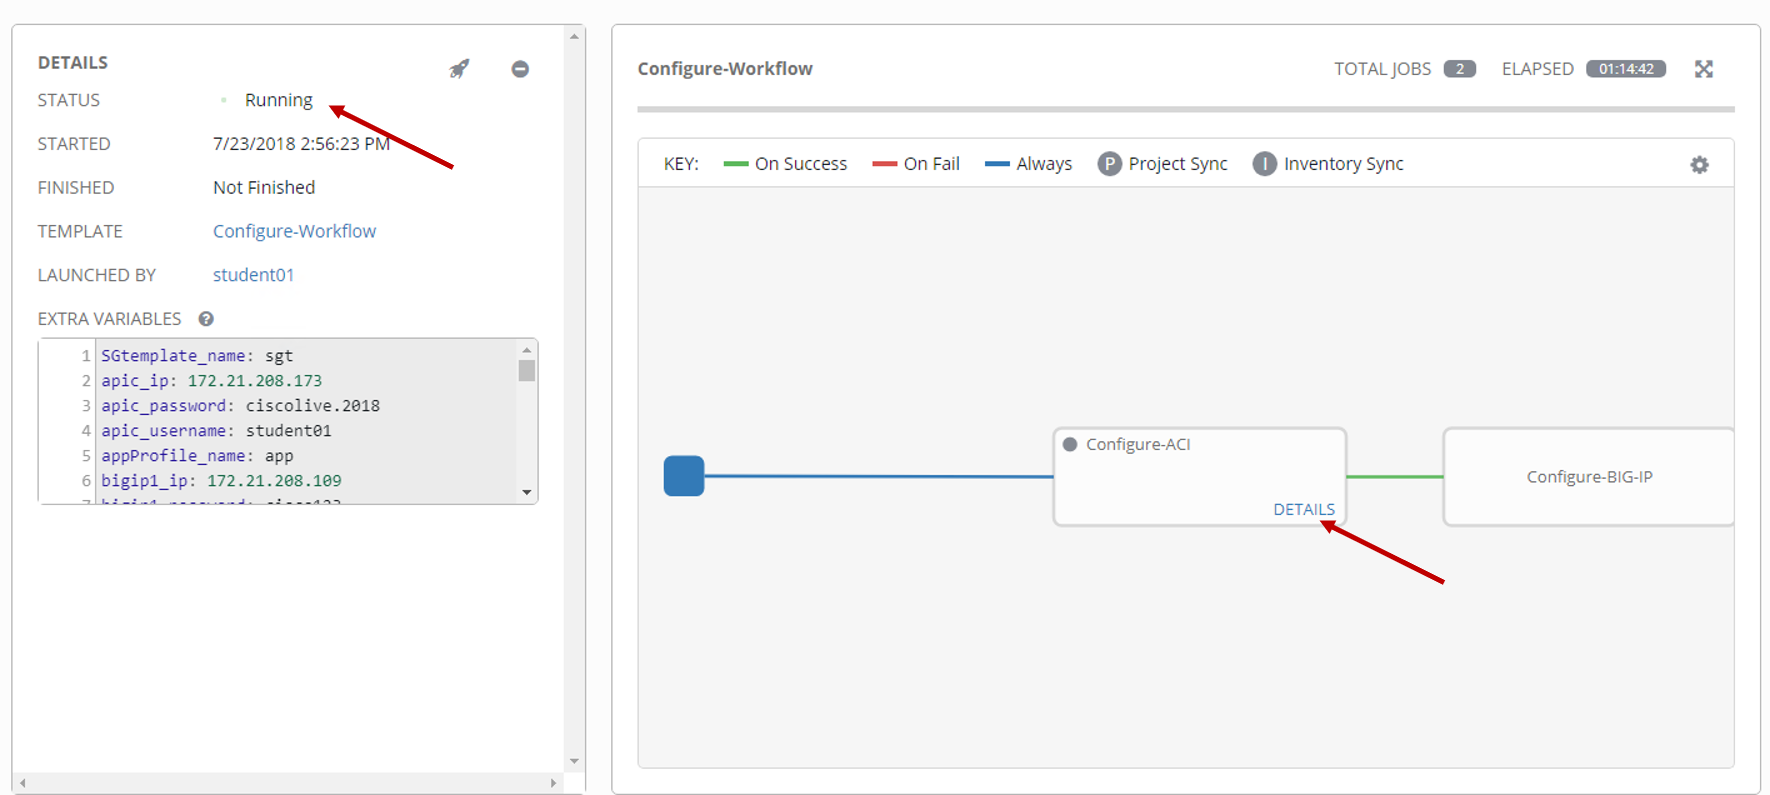 DETAILS
STATUS Running
STARTED 7/23/2018 2:56:23 PM
FINISHED Not Finished
TEMPLATE Configure-Workflow
LAUNCHED BY student01
EXTRA VARIABLES ?
1 SGtemplate_name: sgt
2 apic_ip: 172.21.208.173
3 apic_password: ciscolive.2018
4 apic_username: student01
5 appProfile_name: app
6 bigip1_ip: 172.21.208.109
Configure-Workflow TOTAL JOBS 2 ELAPSED 01:14:42
KEY: On Success On Fail Always P Project Sync I Inventory Sync
Configure-ACI
DETAILS
Configure-BIG-IP